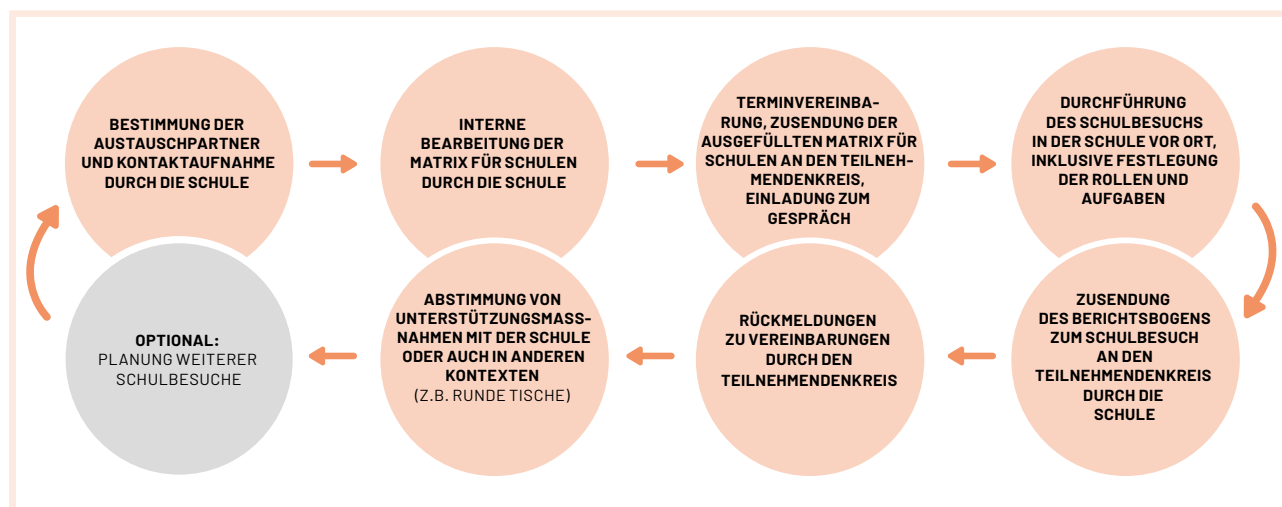 BESTIMMUNG DER
AUSTAUSCHPARTNER
UND KONTAKTAUFNAHME
DURCH DIE SCHULE
INTERNE
BEARBEITUNG DER
MATRIX FÜR SCHULEN
DURCH DIE SCHULE
TERMINVEREINBA-
RUNG, ZUSENDUNG DER
AUSGEFÜLLTEN MATRIX FÜR
SCHULEN AN DEN TEILNEH-
MENDENKREIS,
EINLADUNG ZUM
GESPRÄCH
DURCHFÜHRUNG
DES SCHULBESUCHS
IN DER SCHULE VOR ORT,
INKLUSIVE FESTLEGUNG
DER ROLLEN UND
AUFGABEN
ZUSENDUNG
DES BERICHTSBOGENS
ZUM SCHULBESUCH
AN DEN
TEILNEHMENDENKREIS
DURCH DIE
SCHULE
RÜCKMELDUNGEN
ZU VEREINBARUNGEN
DURCH DEN
TEILNEHMENDENKREIS
ABSTIMMUNG VON
UNTERSTÜTZUNGSMASS-
NAHMEN MIT DER SCHULE
ODER AUCH IN ANDEREN
KONTEXTEN
(Z.B. RUNDE TISCHE)
OPTIONAL:
PLANUNG WEITERER
SCHULBESUCHE